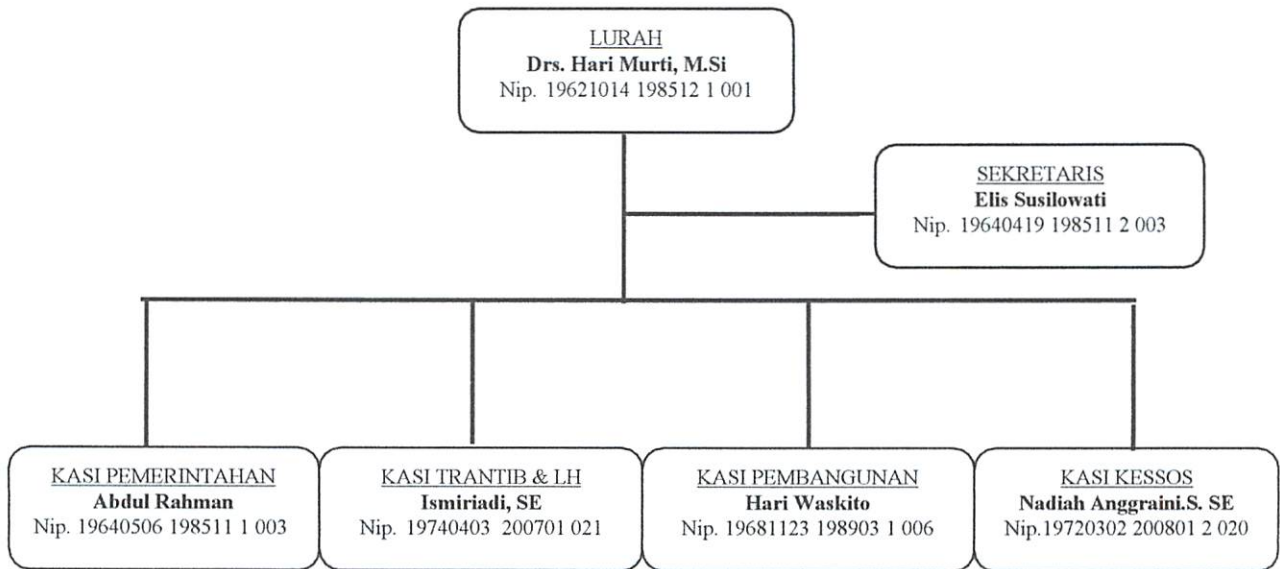 LURAH
Drs. Hari Murti, M.Si
Nip. 19621014 198512 1 001
SEKRETARIS
Elis Susilowati
Nip. 19640419 198511 2 003
KASI PEMERINTAHAN
Abdul Rahman
Nip. 19640506 198511 1 003
KASI TRANTIB & LH
Ismiriadi, SE
Nip. 19740403 200701 021
KASI PEMBANGUNAN
Hari Waskito
Nip. 19681123 198903 1 006
KASI KESSOS
Nadiah Anggraini.S. SE
Nip.19720302 200801 2 020